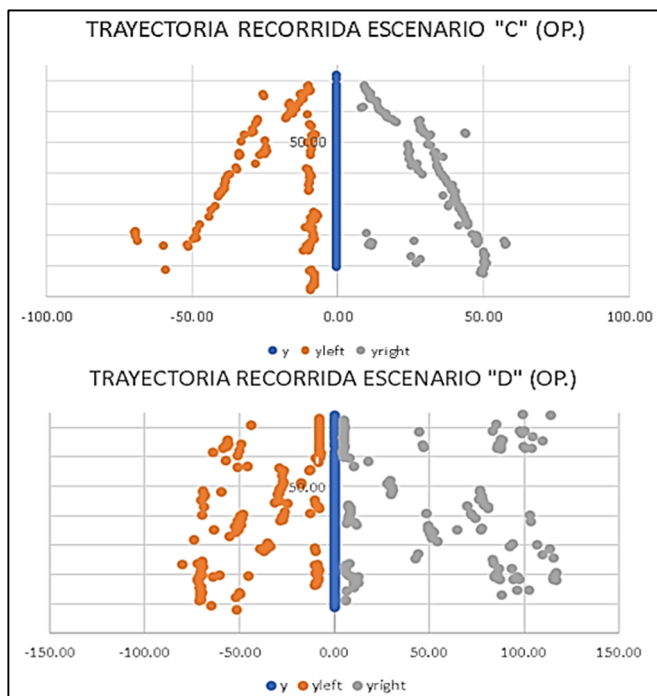 TRAYECTORIA RECORRIDA ESCENARIO "C" (OP.)
50.00
-100.00 -50.00 0.00 50.00 100.00
y yleft yright
TRAYECTORIA RECORRIDA ESCENARIO "D" (OP.)
50.00
-150.00 -100.00 -50.00 0.00 50.00 100.00 150.00
y yleft yright